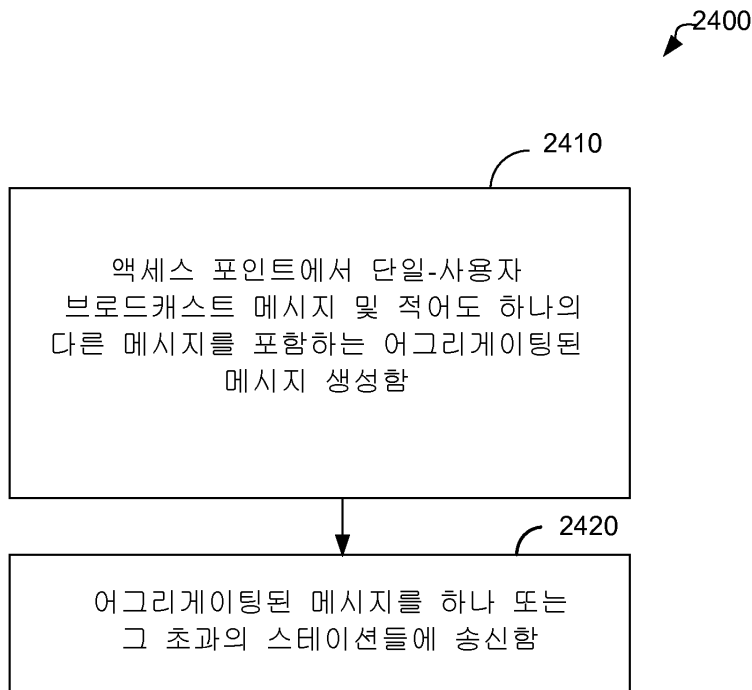 2400
2410
액세스 포인트에서 단일-사용자
브로드캐스트 메시지 및 적어도 하나의
다른 메시지를 포함하는 어그리게이팅된
메시지 생성함
2420
어그리게이팅된 메시지를 하나 또는
그 초과의 스테이션들에 송신함